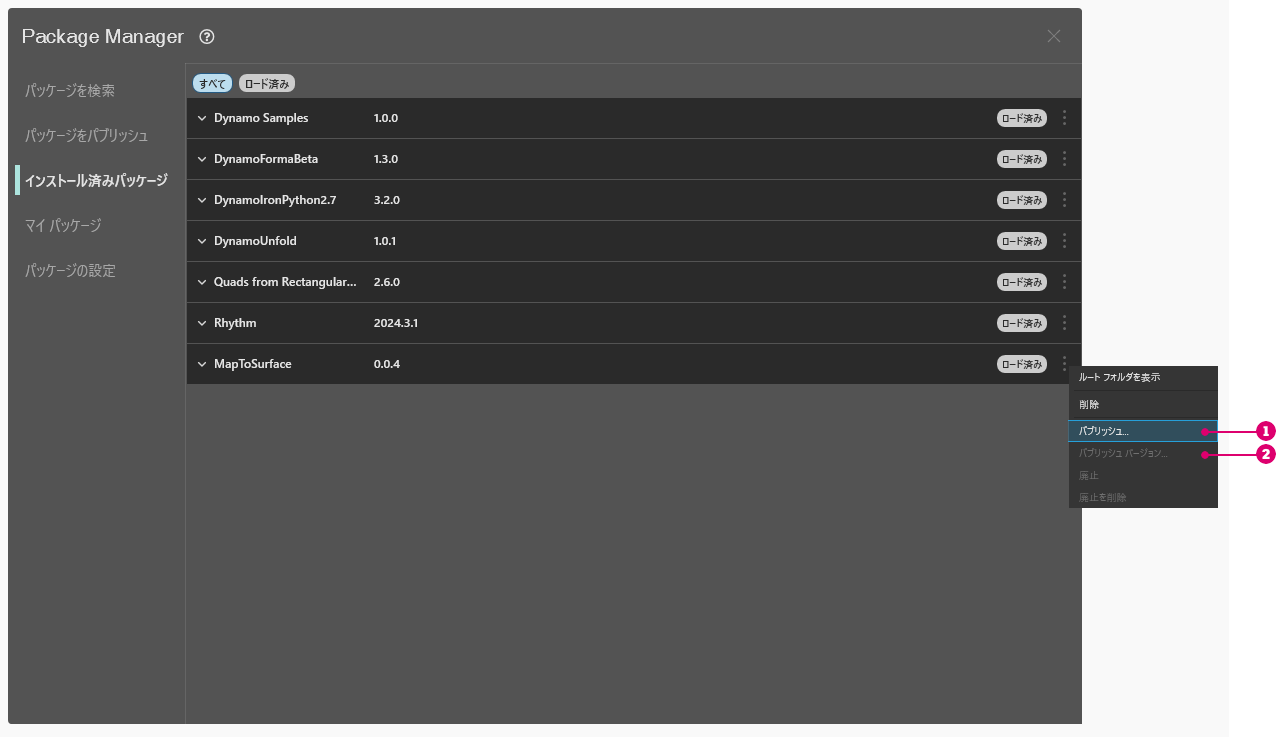 Package Manager ?
パッケージを検索
パッケージをパブリッシュ
インストール済みパッケージ
マイ パッケージ
パッケージの設定
すべて ロード済み
Dynamo Samples 1.0.0 ロード済み
DynamoFormaBeta 1.3.0 ロード済み
DynamoIronPython2.7 3.2.0 ロード済み
DynamoUnfold 1.0.1 ロード済み
Quads from Rectangular... 2.6.0 ロード済み
Rhythm 2024.3.1 ロード済み
MapToSurface 0.0.4 ロード済み
ルート フォルダを表示
削除
パブリッシュ... 1
パブリッシュ バージョン... 2
廃止
廃止を削除